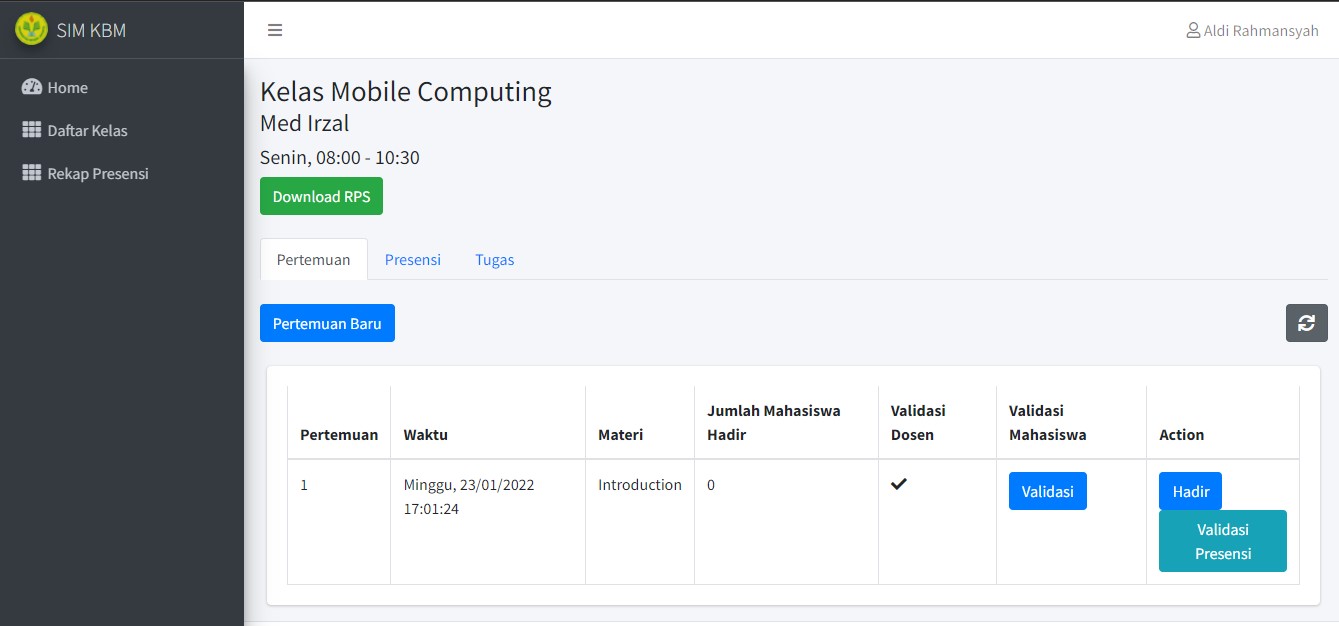 SIM KBM
Aldi Rahmansyah
Home
Daftar Kelas
Rekap Presensi
Kelas Mobile Computing
Med Irzal
Senin, 08:00 - 10:30
Download RPS
Pertemuan Presensi Tugas
Pertemuan Baru
Pertemuan Waktu Materi Jumlah Mahasiswa Hadir Validasi Dosen Validasi Mahasiswa Action
1 Minggu, 23/01/2022 17:01:24 Introduction 0 Validasi Hadir
Validasi Presensi